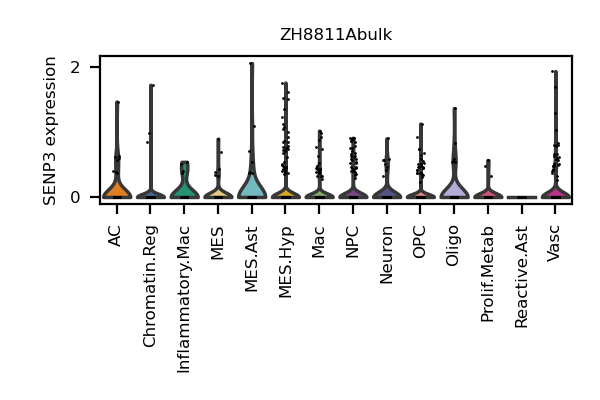 ZH8811Abulk
SENP3 expression
2
0
AC
Chromatin.Reg
Inflammatory.Mac
MES
MES.Ast
MES.Hyp
Mac
NPC
Neuron
OPC
Oligo
Prolif.Metab
Reactive.Ast
Vasc